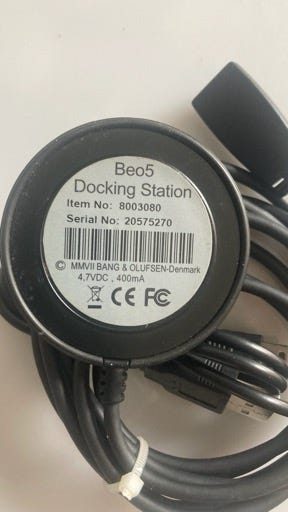 Beo5
Docking Station
Item No: 8003080
Serial No: 20575270
© MMVII BANG & OLUFSEN-Denmark
4,7VDC , 400mA
CE FC